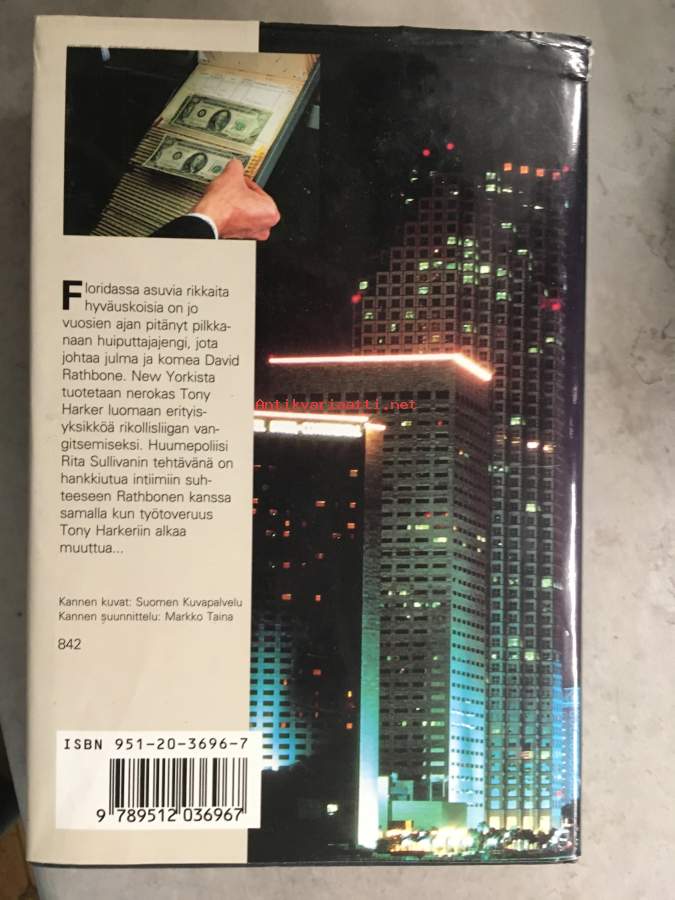 Floridassa asuvia rikkaita
hyväuskoisia on jo
vuosien ajan pitänyt pilkka-
naan huiputtajajengi, jota
johtaa julma ja komea David
Rathbone. New Yorkista
tuotetaan nerokas Tony
Harker luomaan erityis-
yksikköä rikollisliigan van-
gitsemiseksi. Huumepoliisi
Rita Sullivanin tehtävänä on
hankkiutua intiimiin suh-
teeseen Rathbonen kanssa
samalla kun työtoveruus
Tony Harkeriin alkaa
muuttua...
Kannen kuvat: Suomen Kuvapalvelu
Kannen suunnittelu: Markko Taina
842
ISBN 951-20-3696-7
9 789512 036967
Antikvariaatti.net
100
100